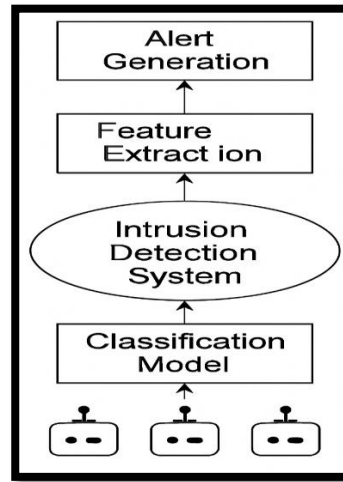 Alert
Generation
Feature
Extract ion
Intrusion
Detection
System
Classification
Model